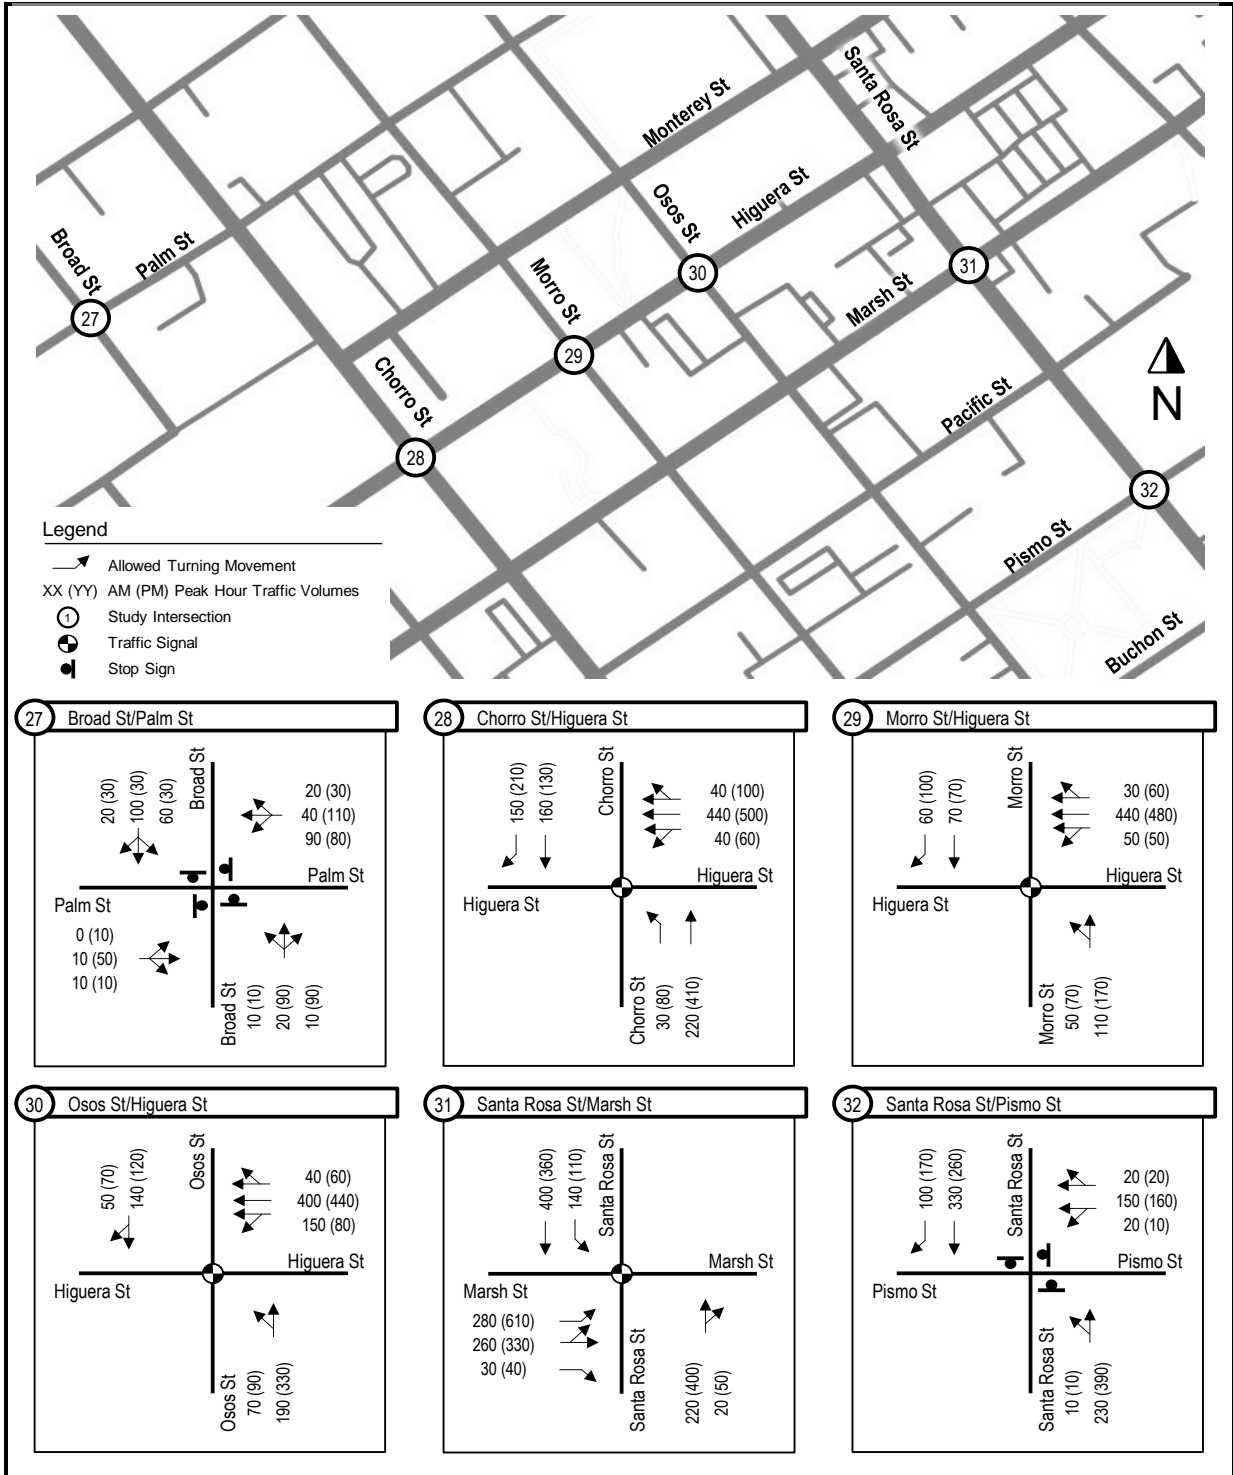 Monterey St
Santa Rosa St
Osos St
Higuera St
Broad St
Palm St
Morro St
Marsh St
Chorro St
Pacific St
Pismo St
Buchon St
27
28
29
30
31
32
N
Legend
Allowed Turning Movement
XX (YY) AM (PM) Peak Hour Traffic Volumes
1 Study Intersection
Traffic Signal
Stop Sign
27 Broad St/Palm St
20 (30)
100 (30)
60 (30)
Broad St
20 (30)
40 (110)
90 (80)
Palm St
Palm St
0 (10)
10 (50)
10 (10)
Broad St
10 (10)
20 (90)
10 (90)
28 Chorro St/Higuera St
150 (210)
160 (130)
Chorro St
40 (100)
440 (500)
40 (60)
Higuera St
Higuera St
Chorro St
30 (80)
220 (410)
29 Morro St/Higuera St
60 (100)
70 (70)
Morro St
30 (60)
440 (480)
50 (50)
Higuera St
Higuera St
Morro St
50 (70)
110 (170)
30 Osos St/Higuera St
50 (70)
140 (120)
Osos St
40 (60)
400 (440)
150 (80)
Higuera St
Higuera St
Osos St
70 (90)
190 (330)
31 Santa Rosa St/Marsh St
400 (360)
140 (110)
Santa Rosa St
Marsh St
Marsh St
280 (610)
260 (330)
30 (40)
Santa Rosa St
220 (400)
20 (50)
32 Santa Rosa St/Pismo St
100 (170)
330 (260)
Santa Rosa St
20 (20)
150 (160)
20 (10)
Pismo St
Pismo St
Santa Rosa St
10 (10)
230 (390)